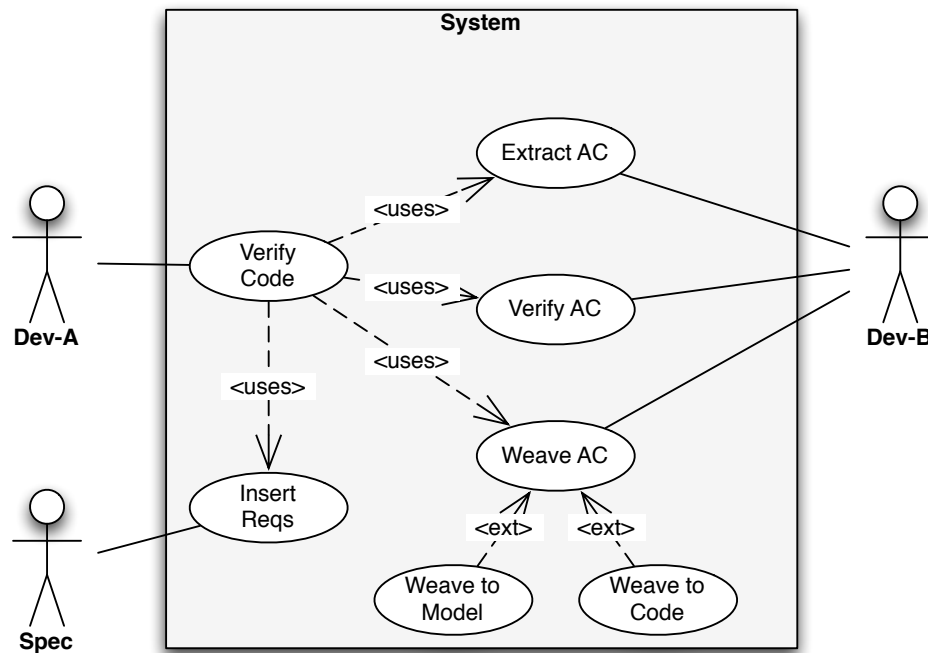 System
Extract AC
<uses>
Verify
Code
<uses>
Verify AC
Dev-A
Dev-B
<uses>
<uses>
Weave AC
Insert
Reqs
<ext>
<ext>
Weave to
Model
Weave to
Code
Spec